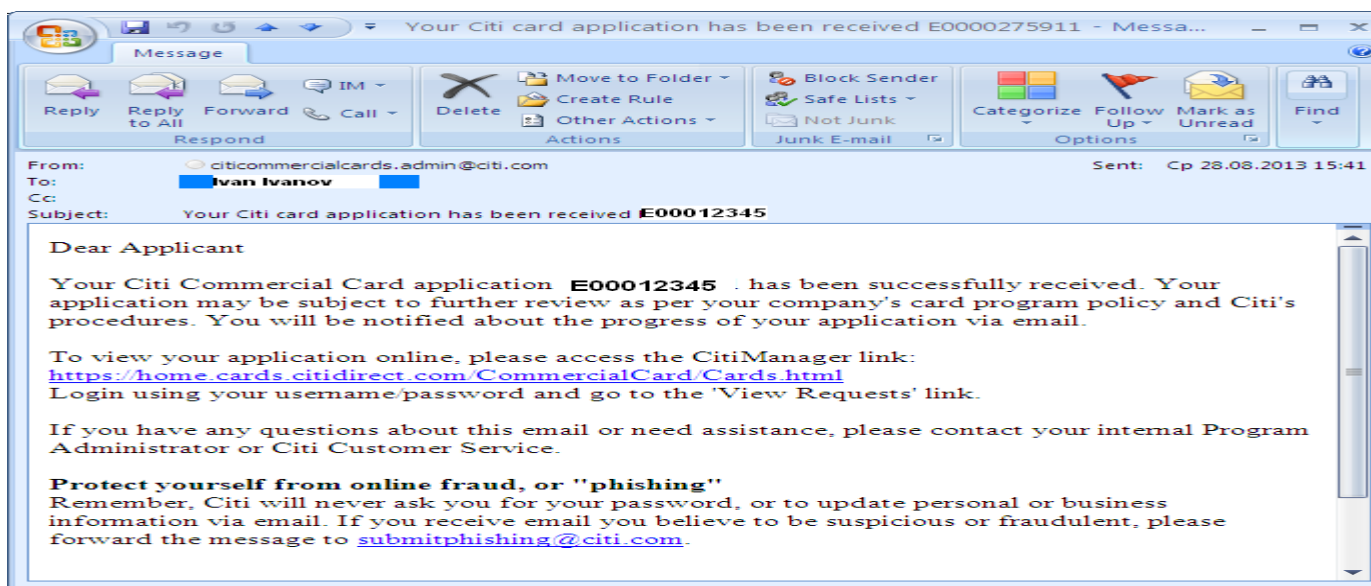 Your Citi card application has been received E0000275911 - Messa...
Message
Reply
Reply to All
Forward
IM
Call
Respond
Delete
Move to Folder
Create Rule
Other Actions
Actions
Block Sender
Safe Lists
Not Junk
Junk E-mail
Categorize
Follow Up
Mark as Unread
Options
Find
From: citicommercialcards.admin@citi.com Sent: Ср 28.08.2013 15:41
To: Ivan Ivanov
Cc:
Subject: Your Citi card application has been received E00012345
Dear Applicant
Your Citi Commercial Card application E00012345 . has been successfully received. Your
application may be subject to further review as per your company's card program policy and Citi's
procedures. You will be notified about the progress of your application via email.
To view your application online, please access the CitiManager link:
https://home.cards.citidirect.com/CommercialCard/Cards.html
Login using your username/password and go to the 'View Requests' link.
If you have any questions about this email or need assistance, please contact your internal Program
Administrator or Citi Customer Service.
Protect yourself from online fraud, or "phishing"
Remember, Citi will never ask you for your password, or to update personal or business
information via email. If you receive email you believe to be suspicious or fraudulent, please
forward the message to submitphishing@citi.com.